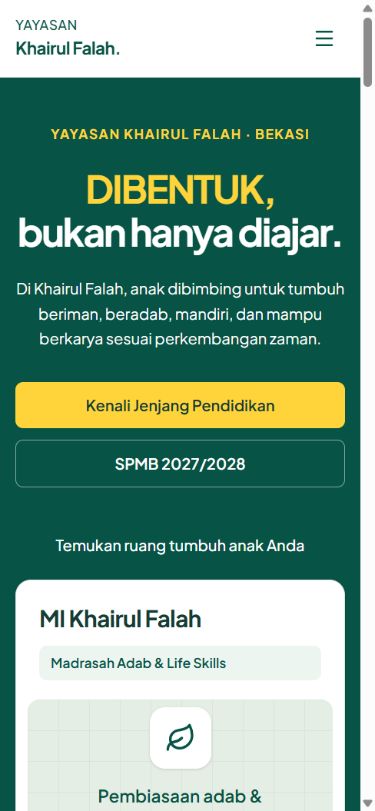 YAYASAN
Khairul Falah.
YAYASAN KHAIRUL FALAH · BEKASI
DIBENTUK,
bukan hanya diajar.
Di Khairul Falah, anak dibimbing untuk tumbuh
beriman, beradab, mandiri, dan mampu
berkarya sesuai perkembangan zaman.
Kenali Jenjang Pendidikan
SPMB 2027/2028
Temukan ruang tumbuh anak Anda
MI Khairul Falah
Madrasah Adab & Life Skills
Pembiasaan adab &